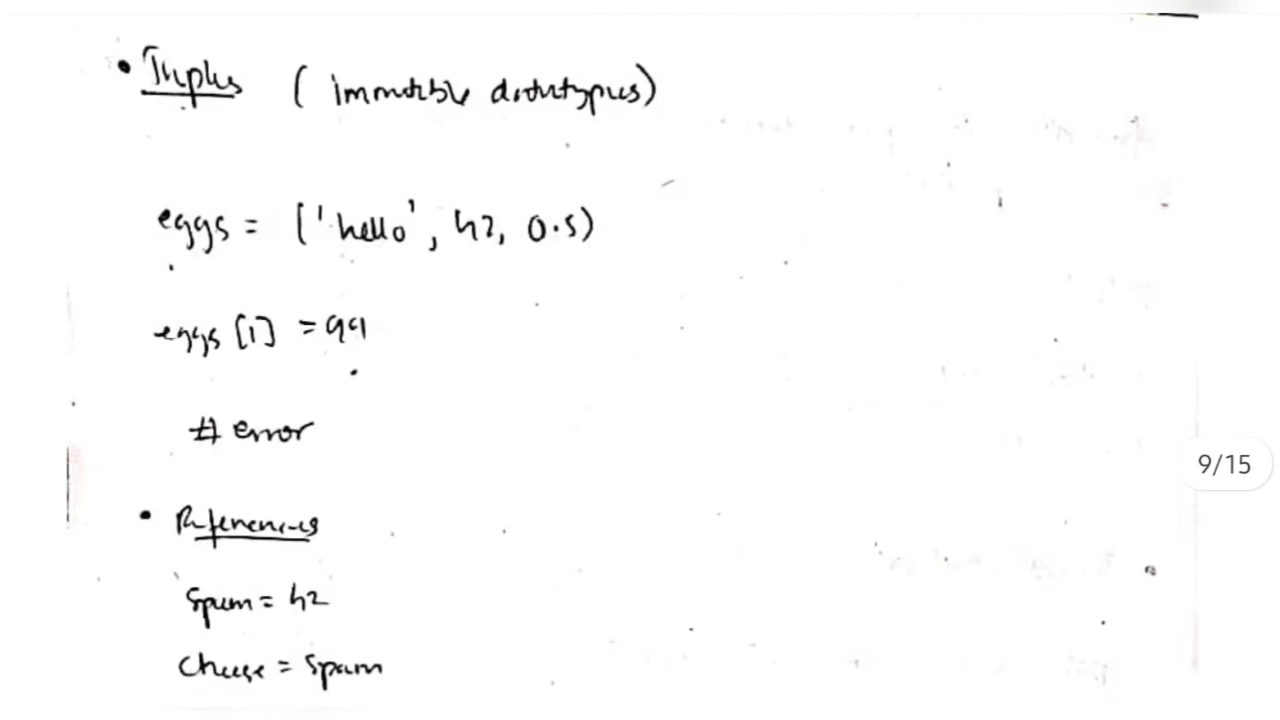 • Tuples (immutable datatypes)
eggs = ('hello', 42, 0.5)
eggs [1] = 99
# error
• References
Spam = 42
Cheese = Spam
9/15